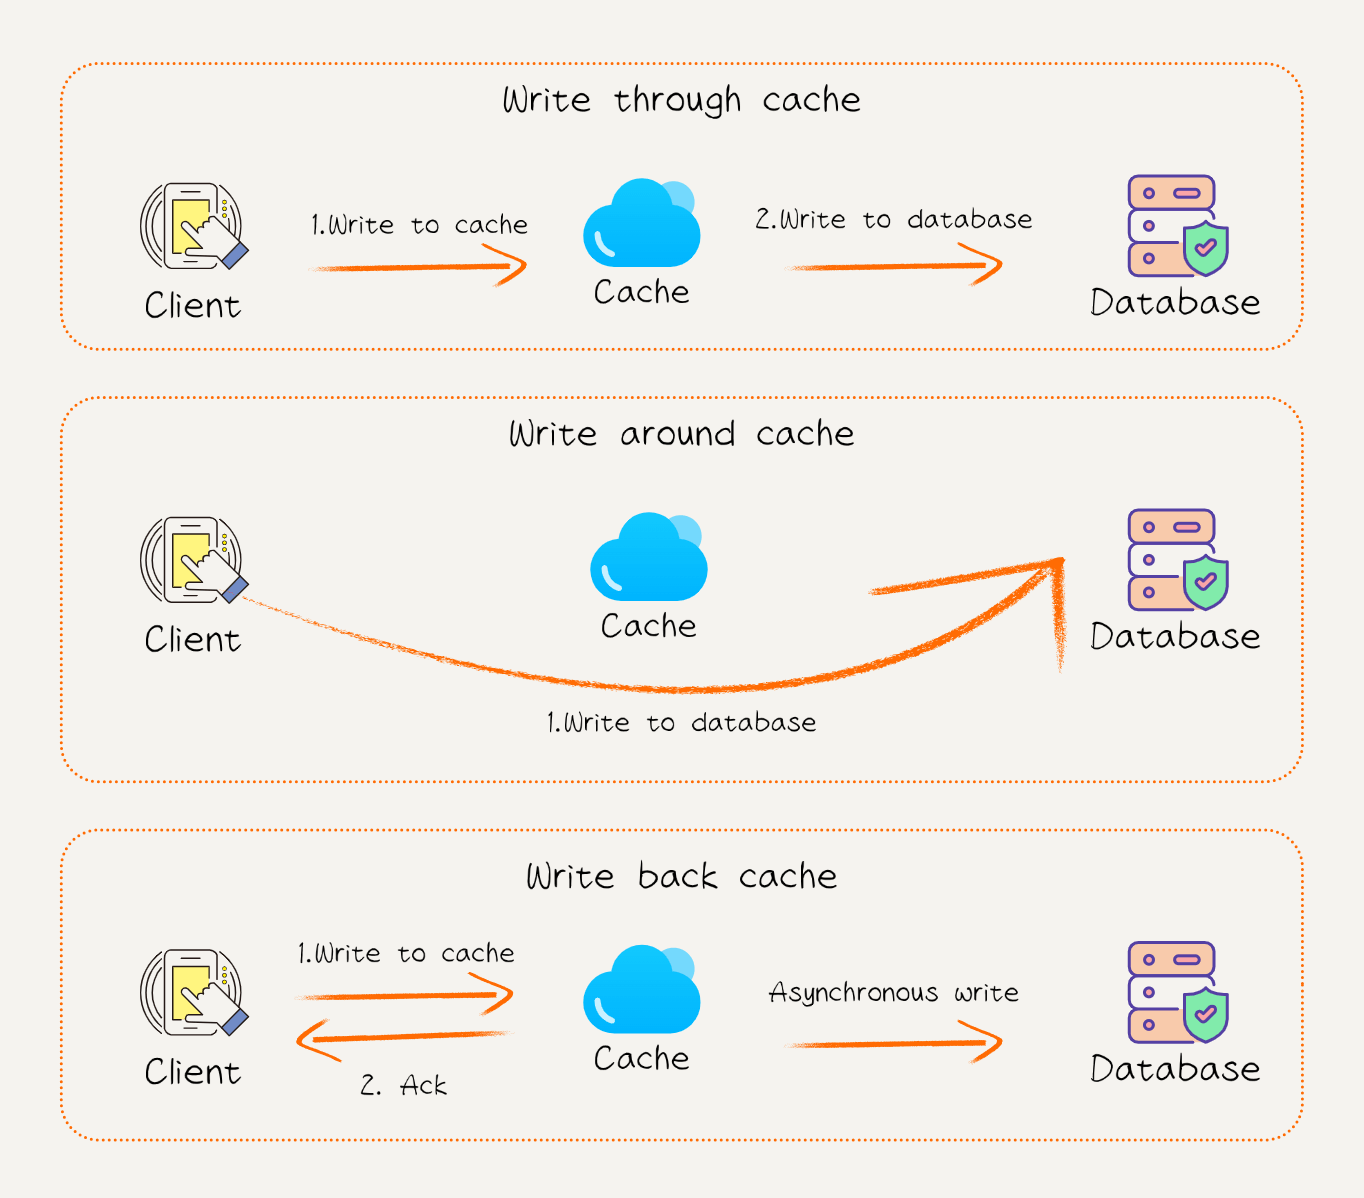 Write through cache
1.Write to cache
2.Write to database
Client
Cache
Database
Write around cache
Client
Cache
Database
1.Write to database
Write back cache
1.Write to cache
Asynchronous write
Client
Cache
Database
2. Ack